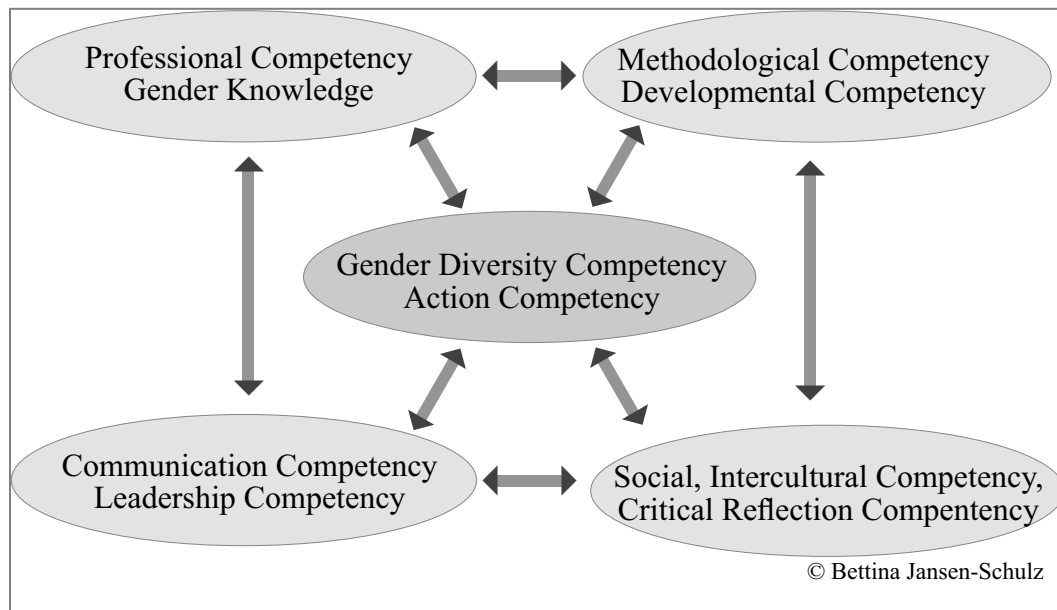 Professional Competency
Gender Knowledge
Methodological Competency
Developmental Competency
Gender Diversity Competency
Action Competency
Communication Competency
Leadership Competency
Social, Intercultural Competency,
Critical Reflection Compentency
© Bettina Jansen-Schulz